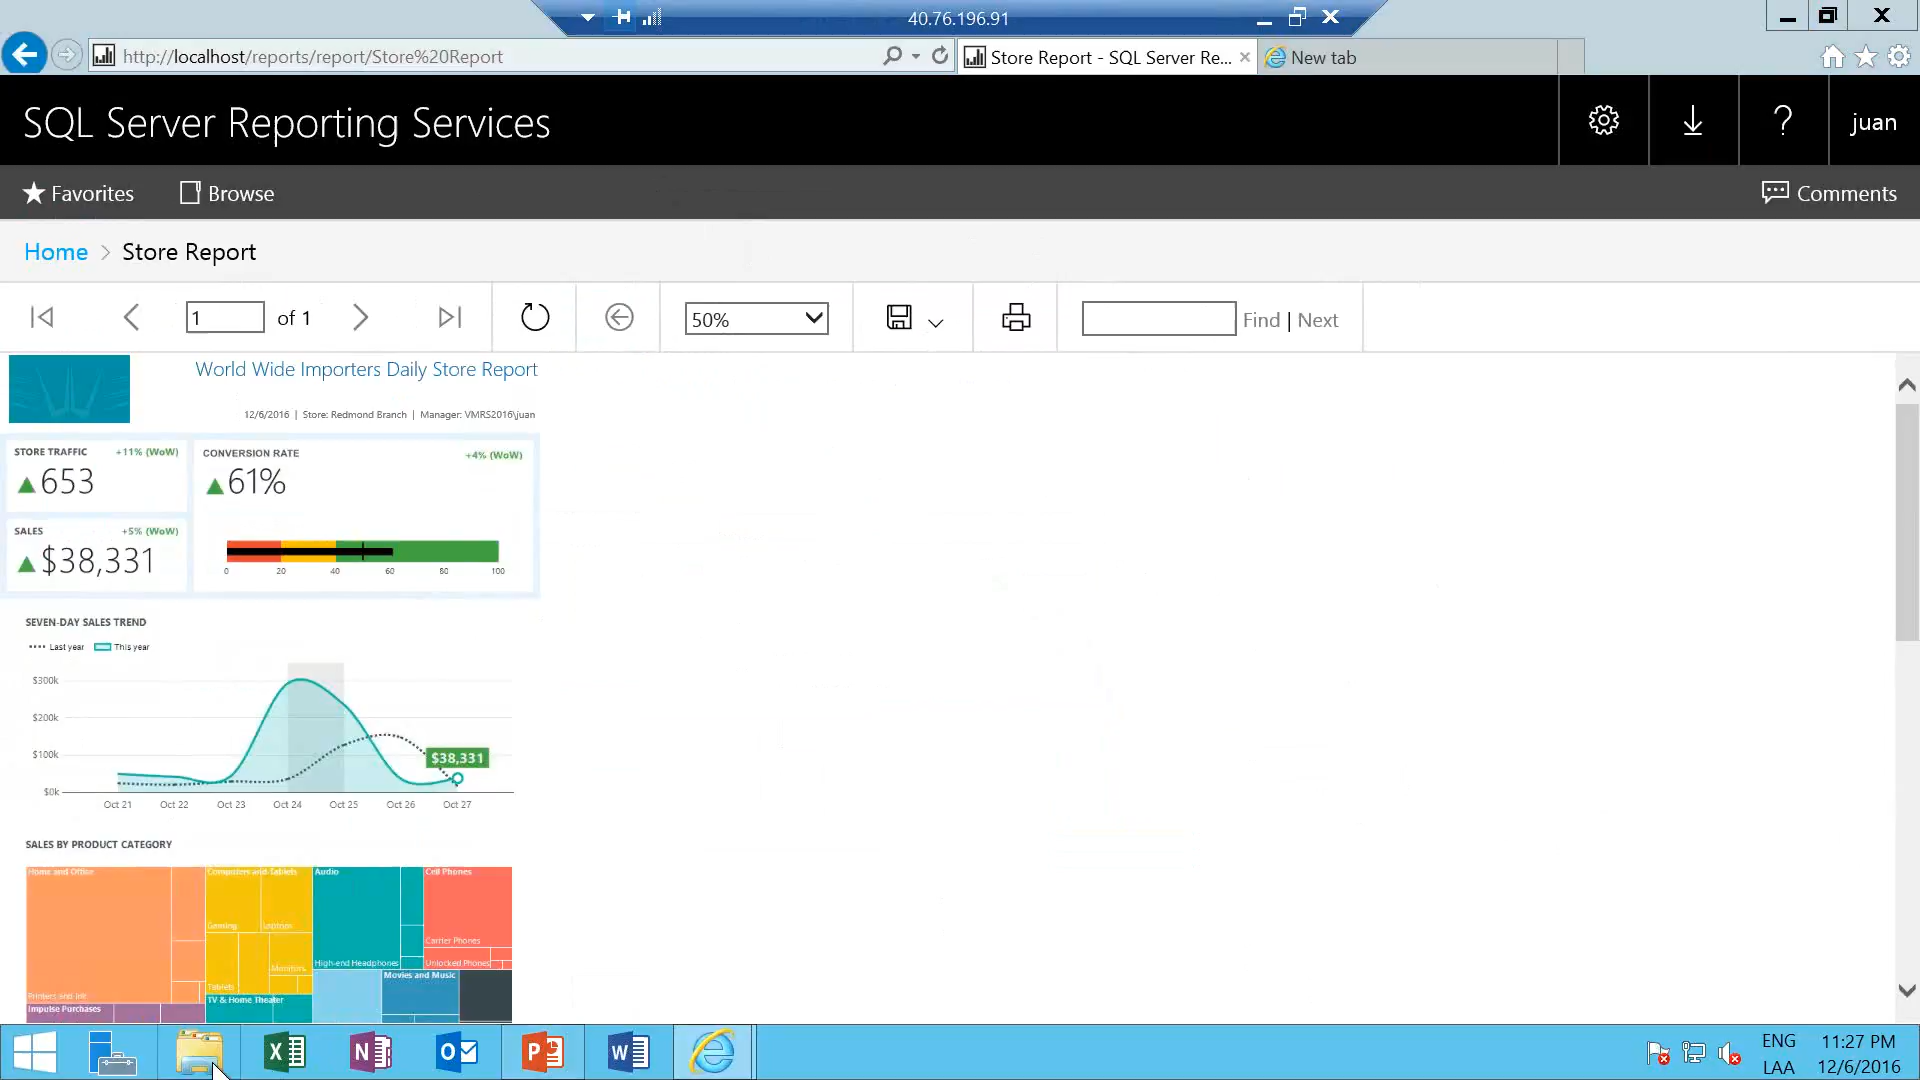 40.76.196.91
http://localhost/reports/report/Store%20Report
Store Report - SQL Server Re...
New tab
SQL Server Reporting Services
?
juan
Favorites
Browse
Comments
Home > Store Report
1
of 1
50%
Find | Next
World Wide Importers Daily Store Report
12/6/2016 | Store: Redmond Branch | Manager: VMRS2016\juan
STORE TRAFFIC +11% (WoW)
653
CONVERSION RATE +4% (WoW)
61%
SALES +5% (WoW)
$38,331
0 20 40 60 80 100
SEVEN-DAY SALES TREND
Last year This year
$300k
$200k
$100k
$38,331
$0k
Oct 21 Oct 22 Oct 23 Oct 24 Oct 25 Oct 26 Oct 27
SALES BY PRODUCT CATEGORY
Home and Office
Computers and Tablets
Audio
Cell Phones
Gaming
Laptops
Carrier Phones
High-end Headphones
Unlocked Phones
Monitors
Movies and Music
Tablets
Printers and Ink
TV & Home Theater
Impulse Purchases
ENG
LAA
11:27 PM
12/6/2016